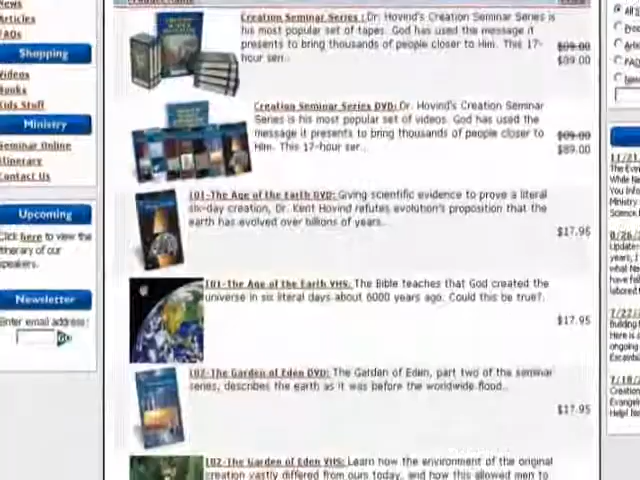 News
Articles
FAQs
Shopping
Videos
Books
Kids Stuff
Ministry
Seminar Online
Itinerary
Contact Us
Upcoming
Click here to view the
itinerary of our
speakers.
Newsletter
Enter email address:
GO
Creation Seminar Series : Dr. Hovind's Creation Seminar Series is
his most popular set of tapes. God has used the message it
presents to bring thousands of people closer to Him. This 17-
hour seri..
$99.00
$89.00
Creation Seminar Series DVD: Dr. Hovind's Creation Seminar
Series is his most popular set of videos. God has used the
message it presents to bring thousands of people closer to
Him. This 17-hour ser..
$99.00
$89.00
101-The Age of the Earth DVD: Giving scientific evidence to prove a literal
six-day creation, Dr. Kent Hovind refutes evolution's proposition that the
earth has evolved over billions of years..
$17.95
101-The Age of the Earth VHS: The Bible teaches that God created the
universe in six literal days about 6000 years ago. Could this be true?.
$17.95
102-The Garden of Eden DVD: The Garden of Eden, part two of the seminar
series, describes the earth as it was before the worldwide flood..
$17.95
102-The Garden of Eden VHS: Learn how the environment of the original
creation vastly differed from ours today, and how this allowed men to